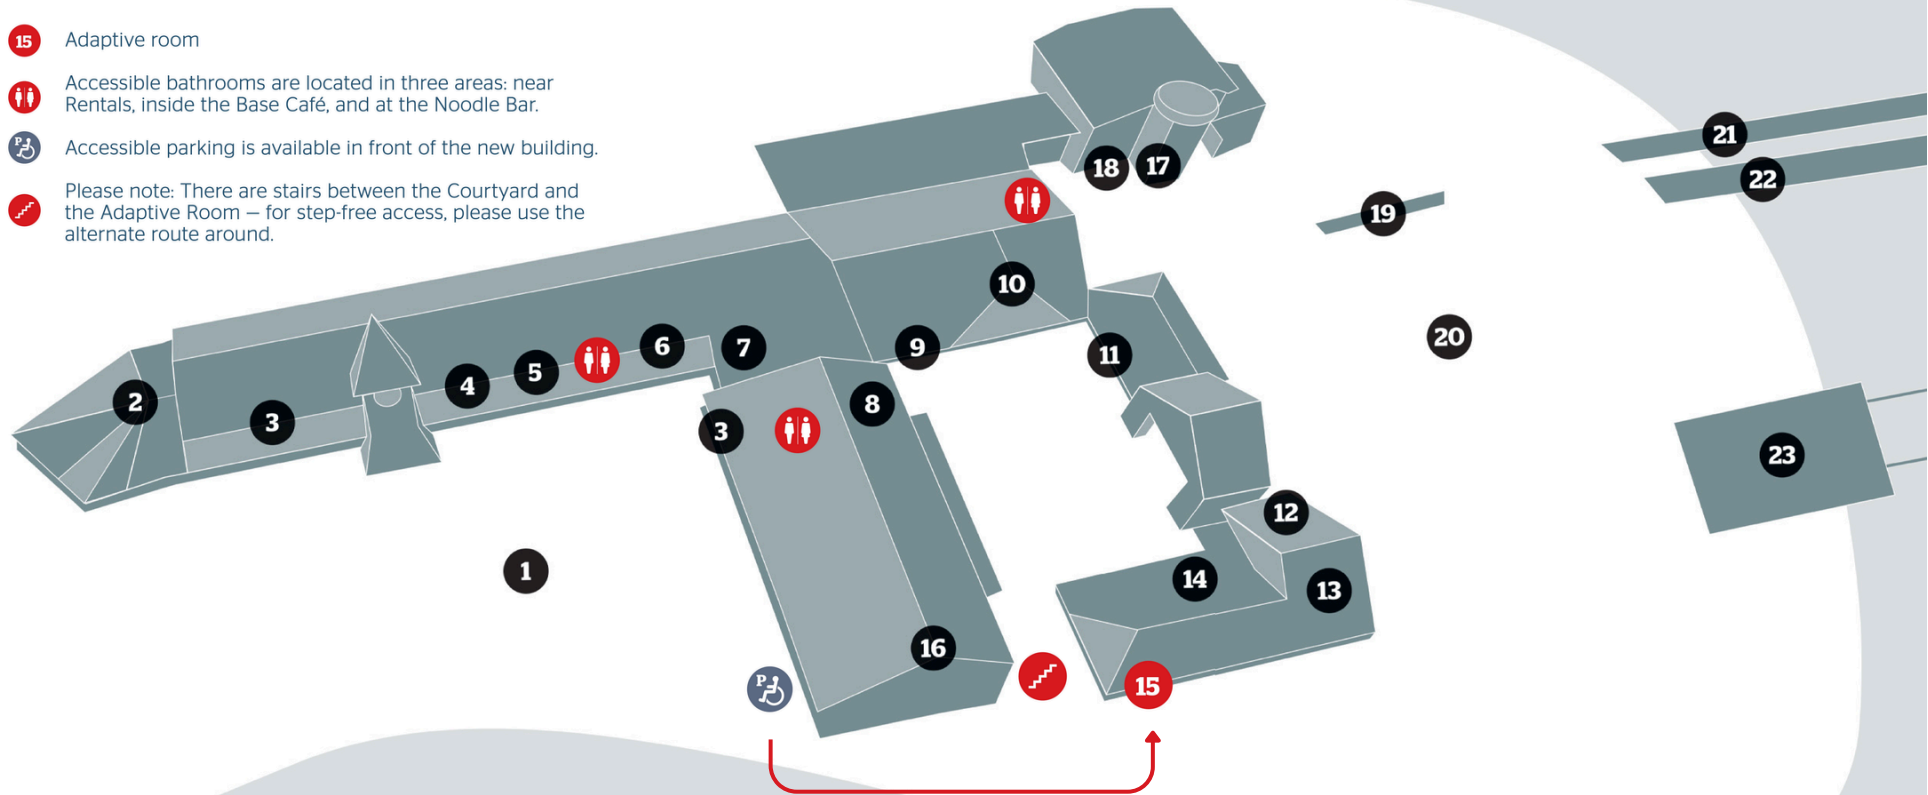 15 Adaptive room
Accessible bathrooms are located in three areas: near
Rentals, inside the Base Café, and at the Noodle Bar.
P Accessible parking is available in front of the new building.
Please note: There are stairs between the Courtyard and
the Adaptive Room – for step-free access, please use the
alternate route around.
21
22
18 17
19
10
20
6 7 9 11
5
4
2
8
3
3
23
12
1
14
13
16
P
15